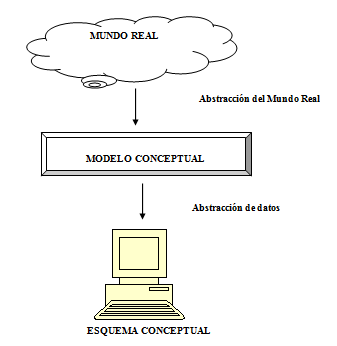 MUNDO REAL
Abstracción del Mundo Real
MODELO CONCEPTUAL
Abstracción de datos
ESQUEMA CONCEPTUAL